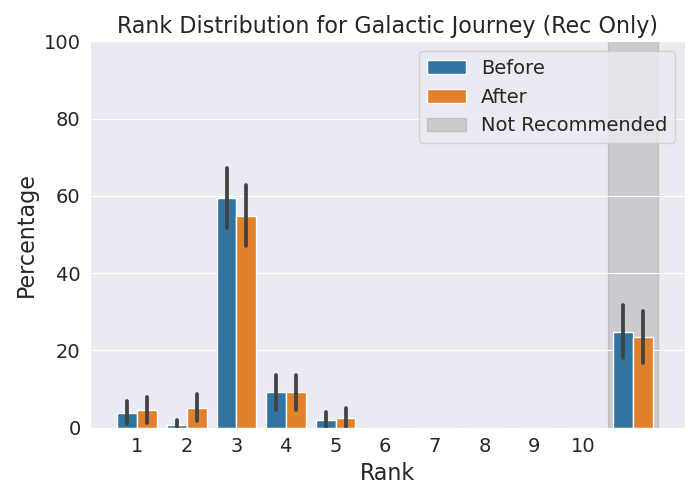 Rank Distribution for Galactic Journey (Rec Only)
100
80
60
40
20
0
Percentage
Before
After
Not Recommended
1 2 3 4 5 6 7 8 9 10
Rank